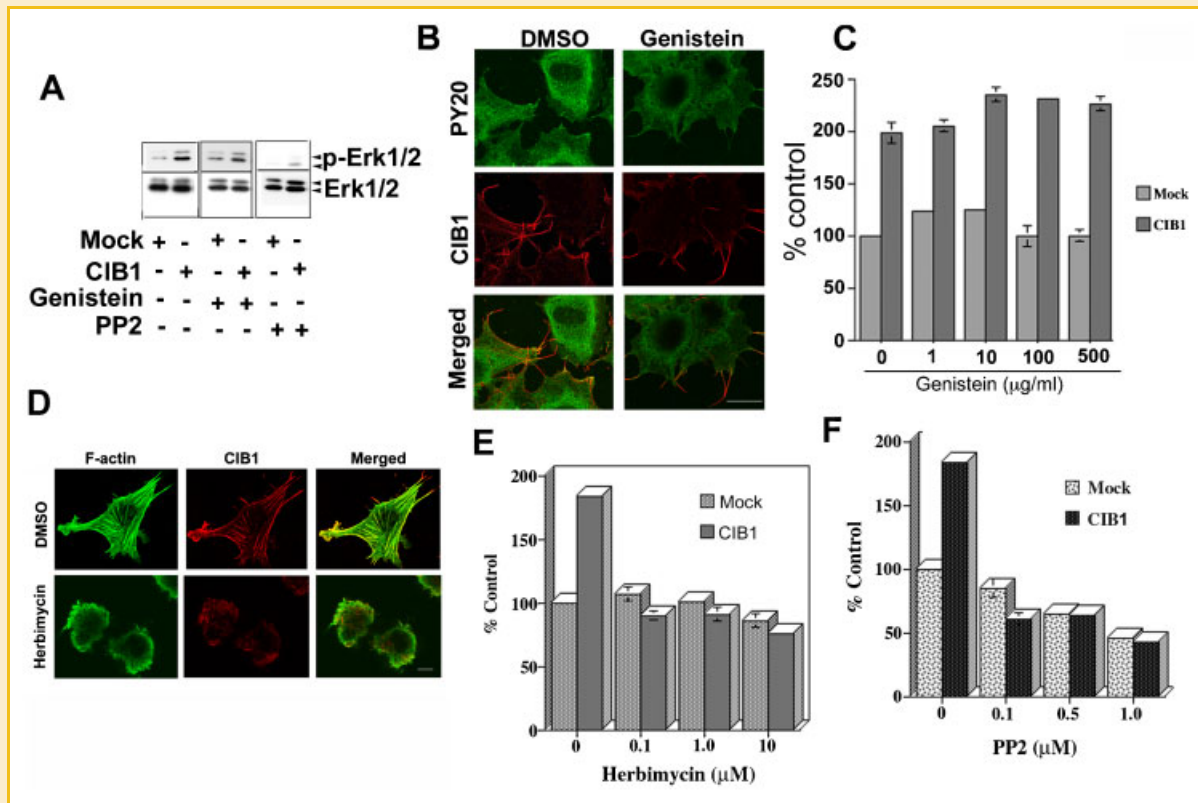 A
p-Erk1/2
Erk1/2
Mock + - + - + -
CIB1 - + - + - +
Genistein - - + + - -
PP2 - - - - + +
B
DMSO Genistein
PY20
CIB1
Merged
C
% control
250
200
150
100
50
0
0 1 10 100 500
Genistein (μg/ml)
Mock
CIB1
D
F-actin CIB1 Merged
DMSO
Herbimycin
E
% Control
200
150
100
50
0
0 0.1 1.0 10
Herbimycin (μM)
Mock
CIB1
F
% Control
200
150
100
50
0
0 0.1 0.5 1.0
PP2 (μM)
Mock
CIB1